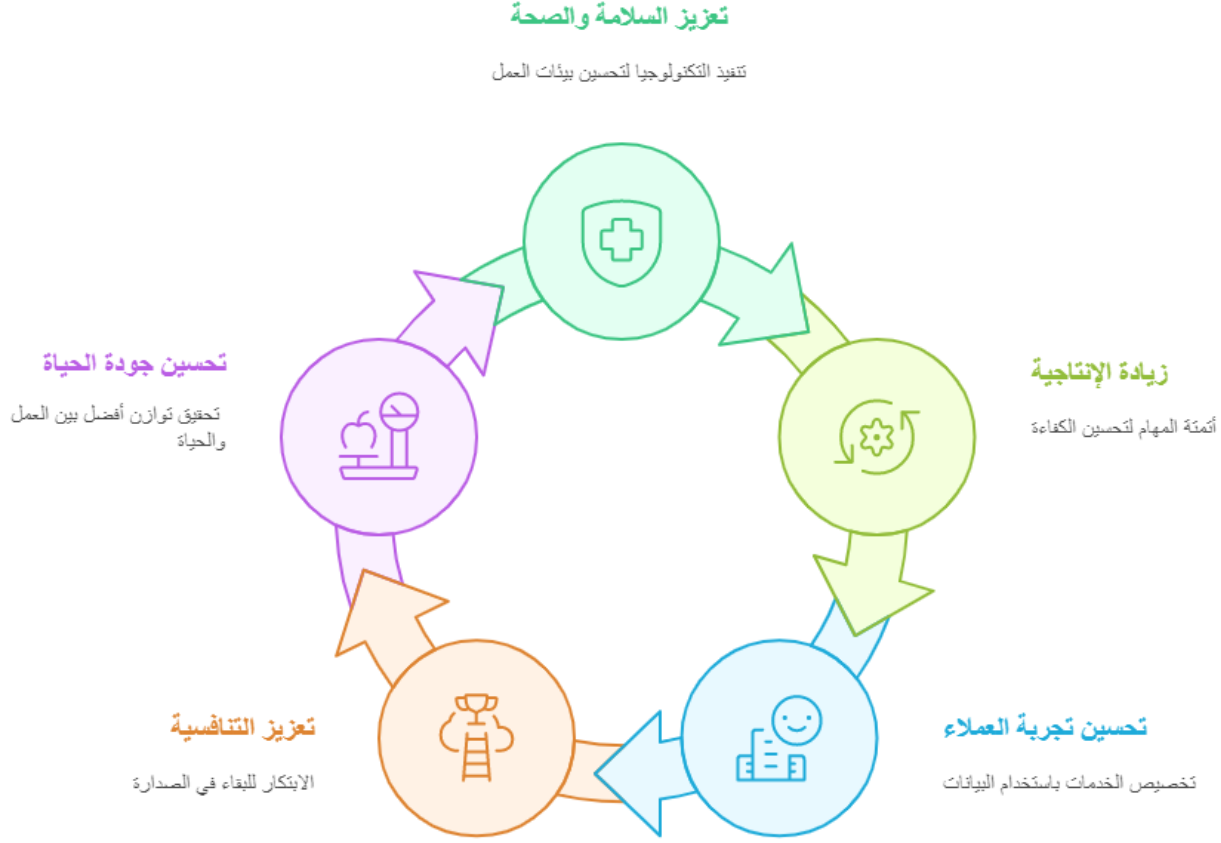 تعزيز السلامة والصحة
تنفيذ التكنولوجيا لتحسين بيئات العمل
زيادة الإنتاجية
أتمتة المهام لتحسين الكفاءة
تحسين تجربة العملاء
تخصيص الخدمات باستخدام البيانات
تعزيز التنافسية
الابتكار للبقاء في الصدارة
تحسين جودة الحياة
تحقيق توازن أفضل بين العمل
والحياة